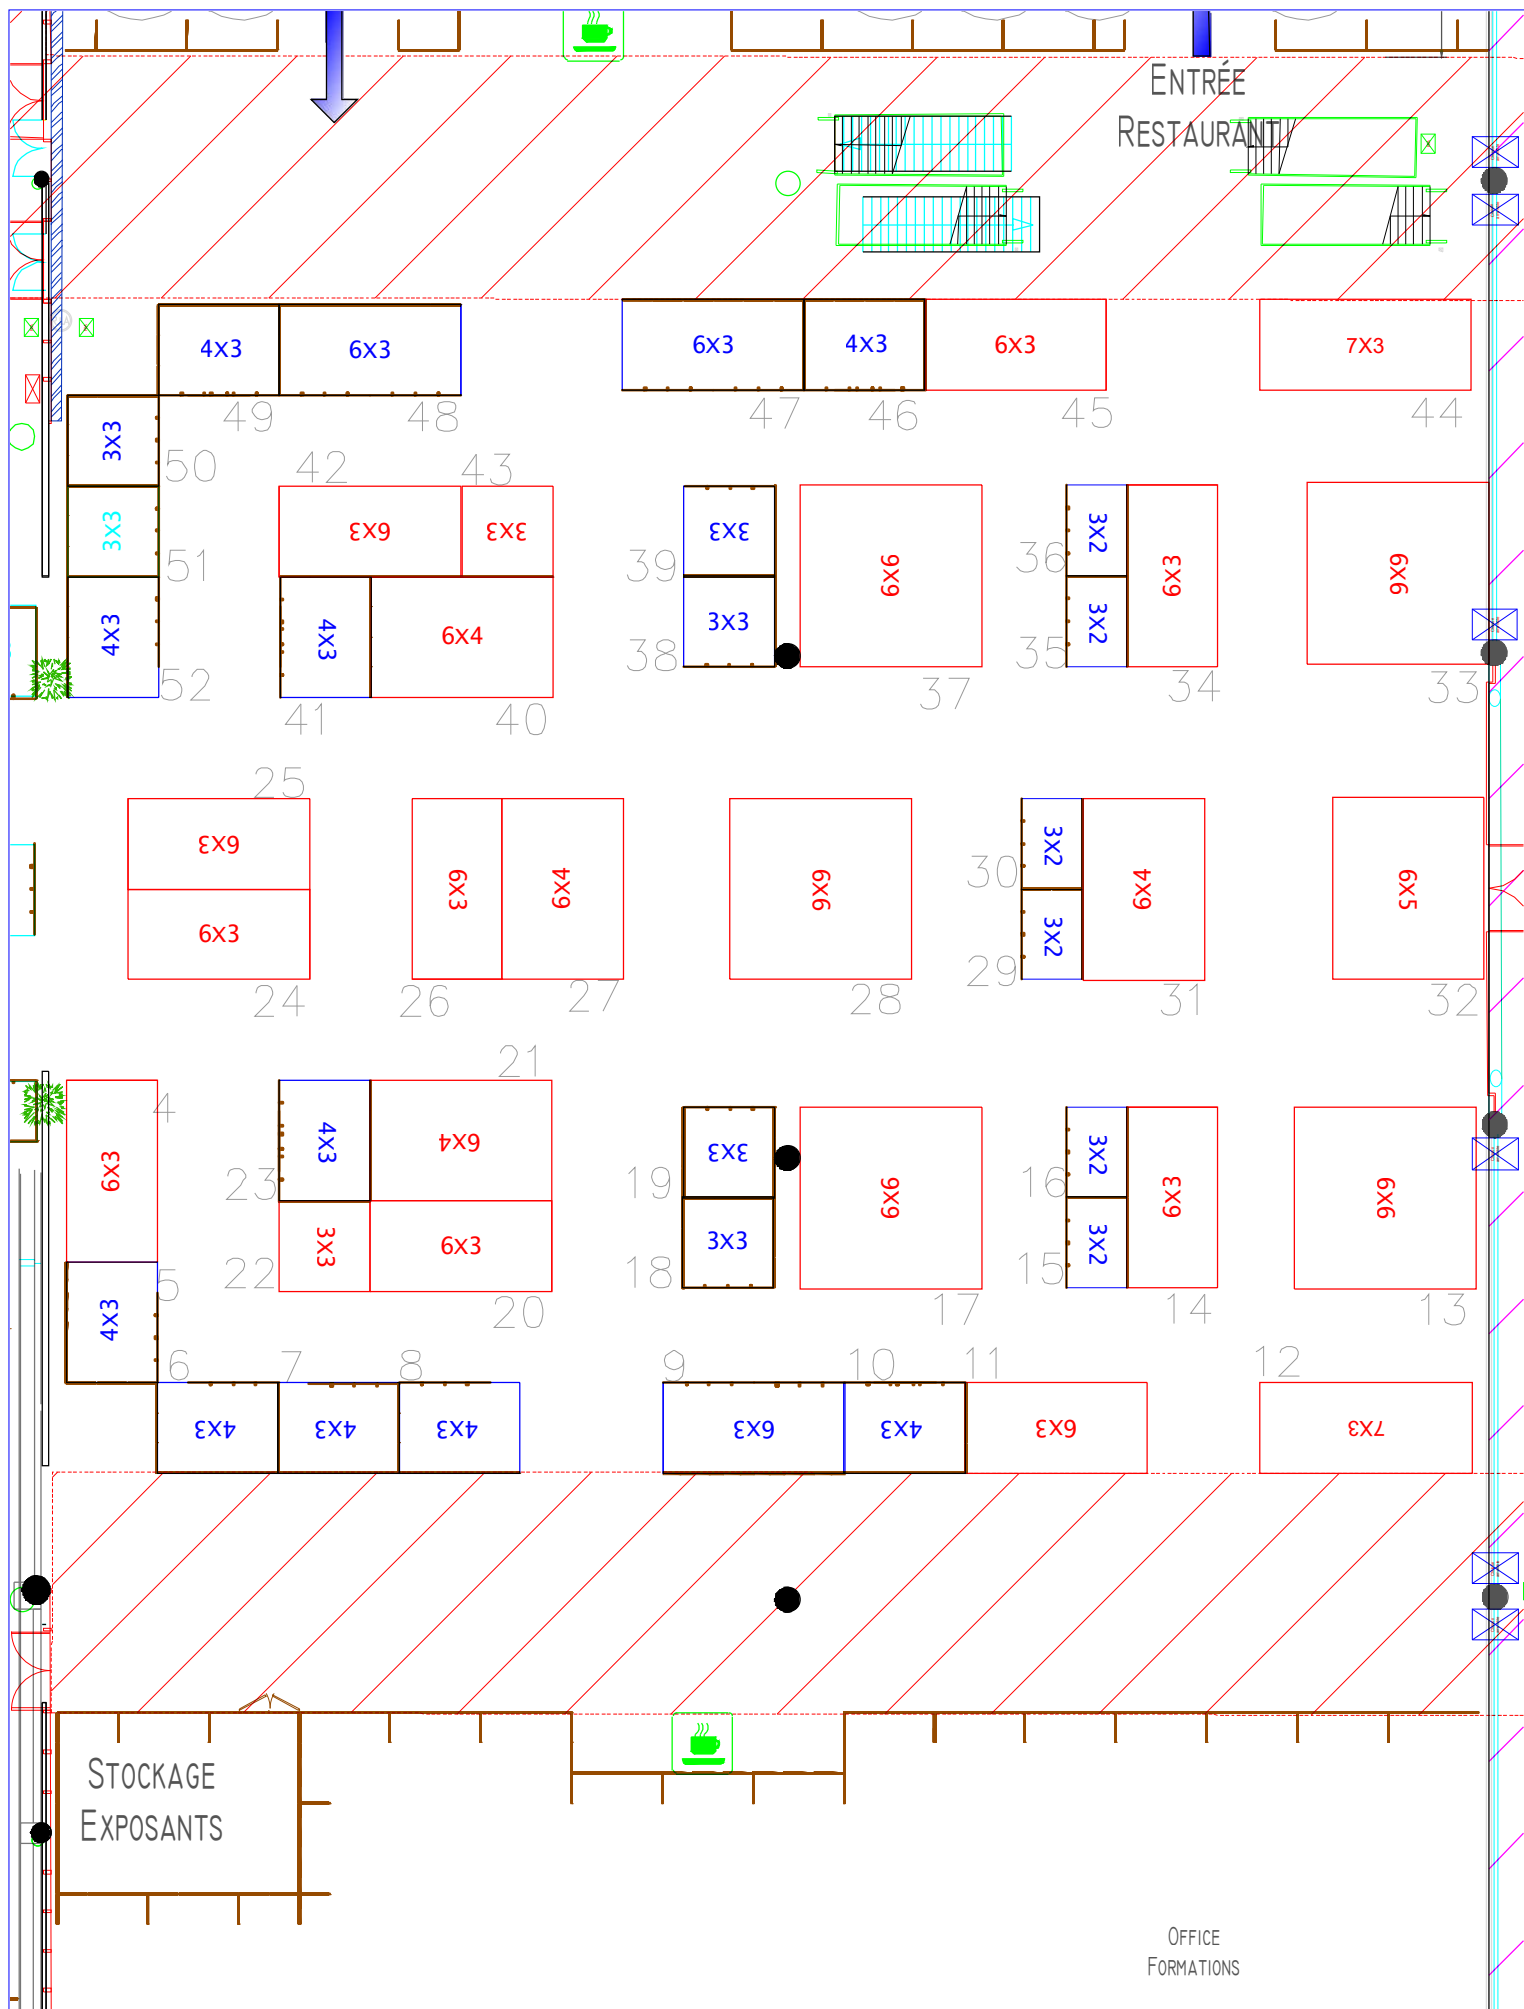 ENTRÉE
RESTAURANT
4X3
6X3
6X3
4X3
6X3
7X3
49
48
47
46
45
44
3X3
50
42
43
3X3
51
6X3
3X3
39
3X3
6X6
36
3X2
6X3
6X6
4X3
52
4X3
6X4
38
3X3
35
3X2
41
40
37
34
33
25
6X3
6X3
6X3
6X4
6X6
30
3X2
29
3X2
6X4
6X5
24
26
27
28
31
32
21
4
6X3
23
4X3
6X4
19
3X3
6X6
16
3X2
6X3
6X6
22
3X3
6X3
18
3X3
15
3X2
5
4X3
20
17
14
13
6
7
8
9
10
11
12
4X3
4X3
4X3
6X3
4X3
6X3
7X3
STOCKAGE
EXPOSANTS
OFFICE
FORMATIONS